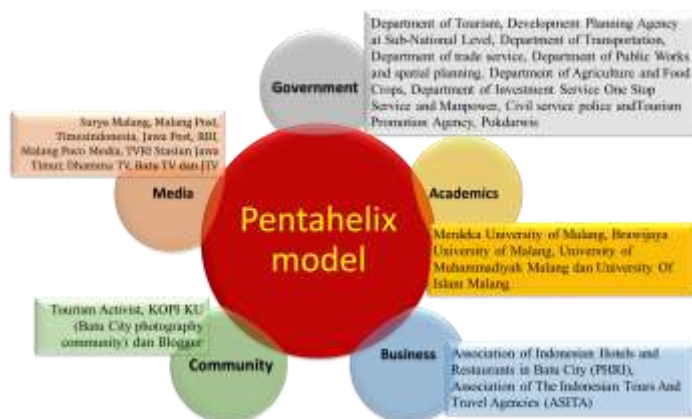 Department of Tourism, Development Planning Agency
at Sub-National Level, Department of Transportation,
Department of trade service, Department of Public Works
and spatial planning, Department of Agriculture and Food
Crops, Department of Investment Service One Stop
Service and Manpower, Civil service police andTourism
Promotion Agency, Pokdarwis
Government
Surya Malang, Malang Post,
Timesindonesia, Jawa Post, RRI,
Malang Poco Media, TVRI Stasiun Jawa
Timur, Dhamma TV, Batu TV dan JTV
Media
Academics
Pentahelix
model
Merdeka University of Malang, Brawijaya
University of Malang, University of
Muhammadiyah Malang dan University Of
Islam Malang
Tourism Activist, KOPI KU
(Batu City photography
community) dan Blogger
Community
Business
Association of Indonesian Hotels and
Restaurants in Batu City (PHRI),
Association of The Indonesian Tours And
Travel Agencies (ASITA)